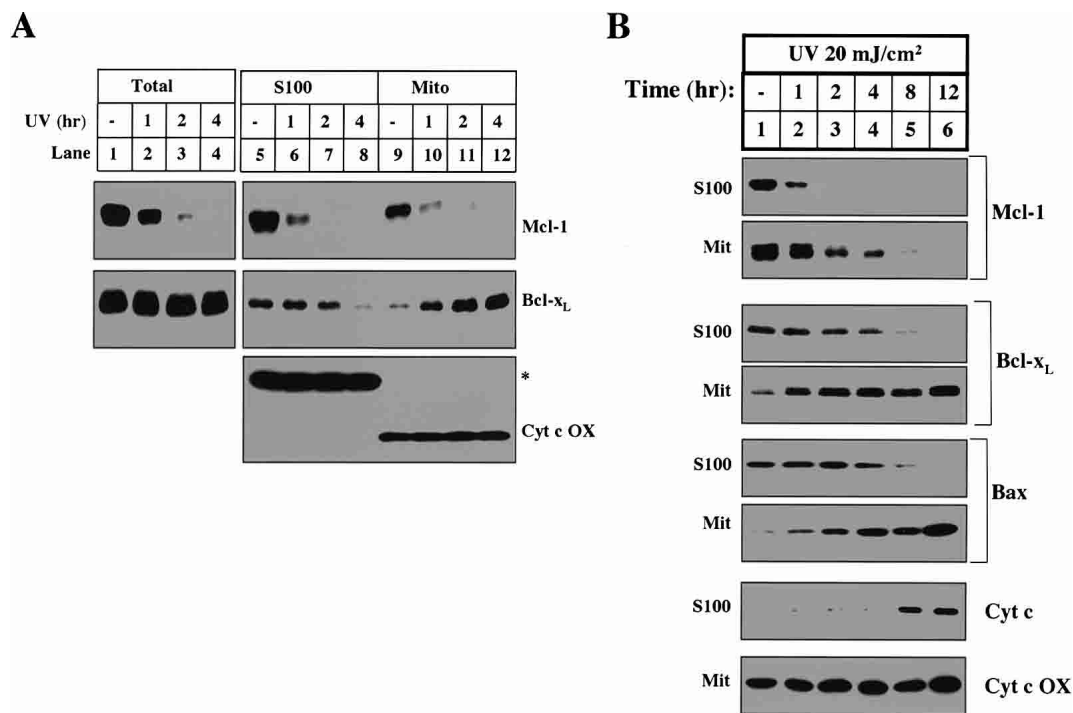 A
Total S100 Mito
UV (hr) - 1 2 4 - 1 2 4 - 1 2 4
Lane 1 2 3 4 5 6 7 8 9 10 11 12
Mcl-1
Bcl-xL
*
Cyt c OX
B
UV 20 mJ/cm2
Time (hr): - 1 2 4 8 12
1 2 3 4 5 6
S100
Mcl-1
Mit
S100
Bcl-xL
Mit
S100
Bax
Mit
S100 Cyt c
Mit Cyt c OX